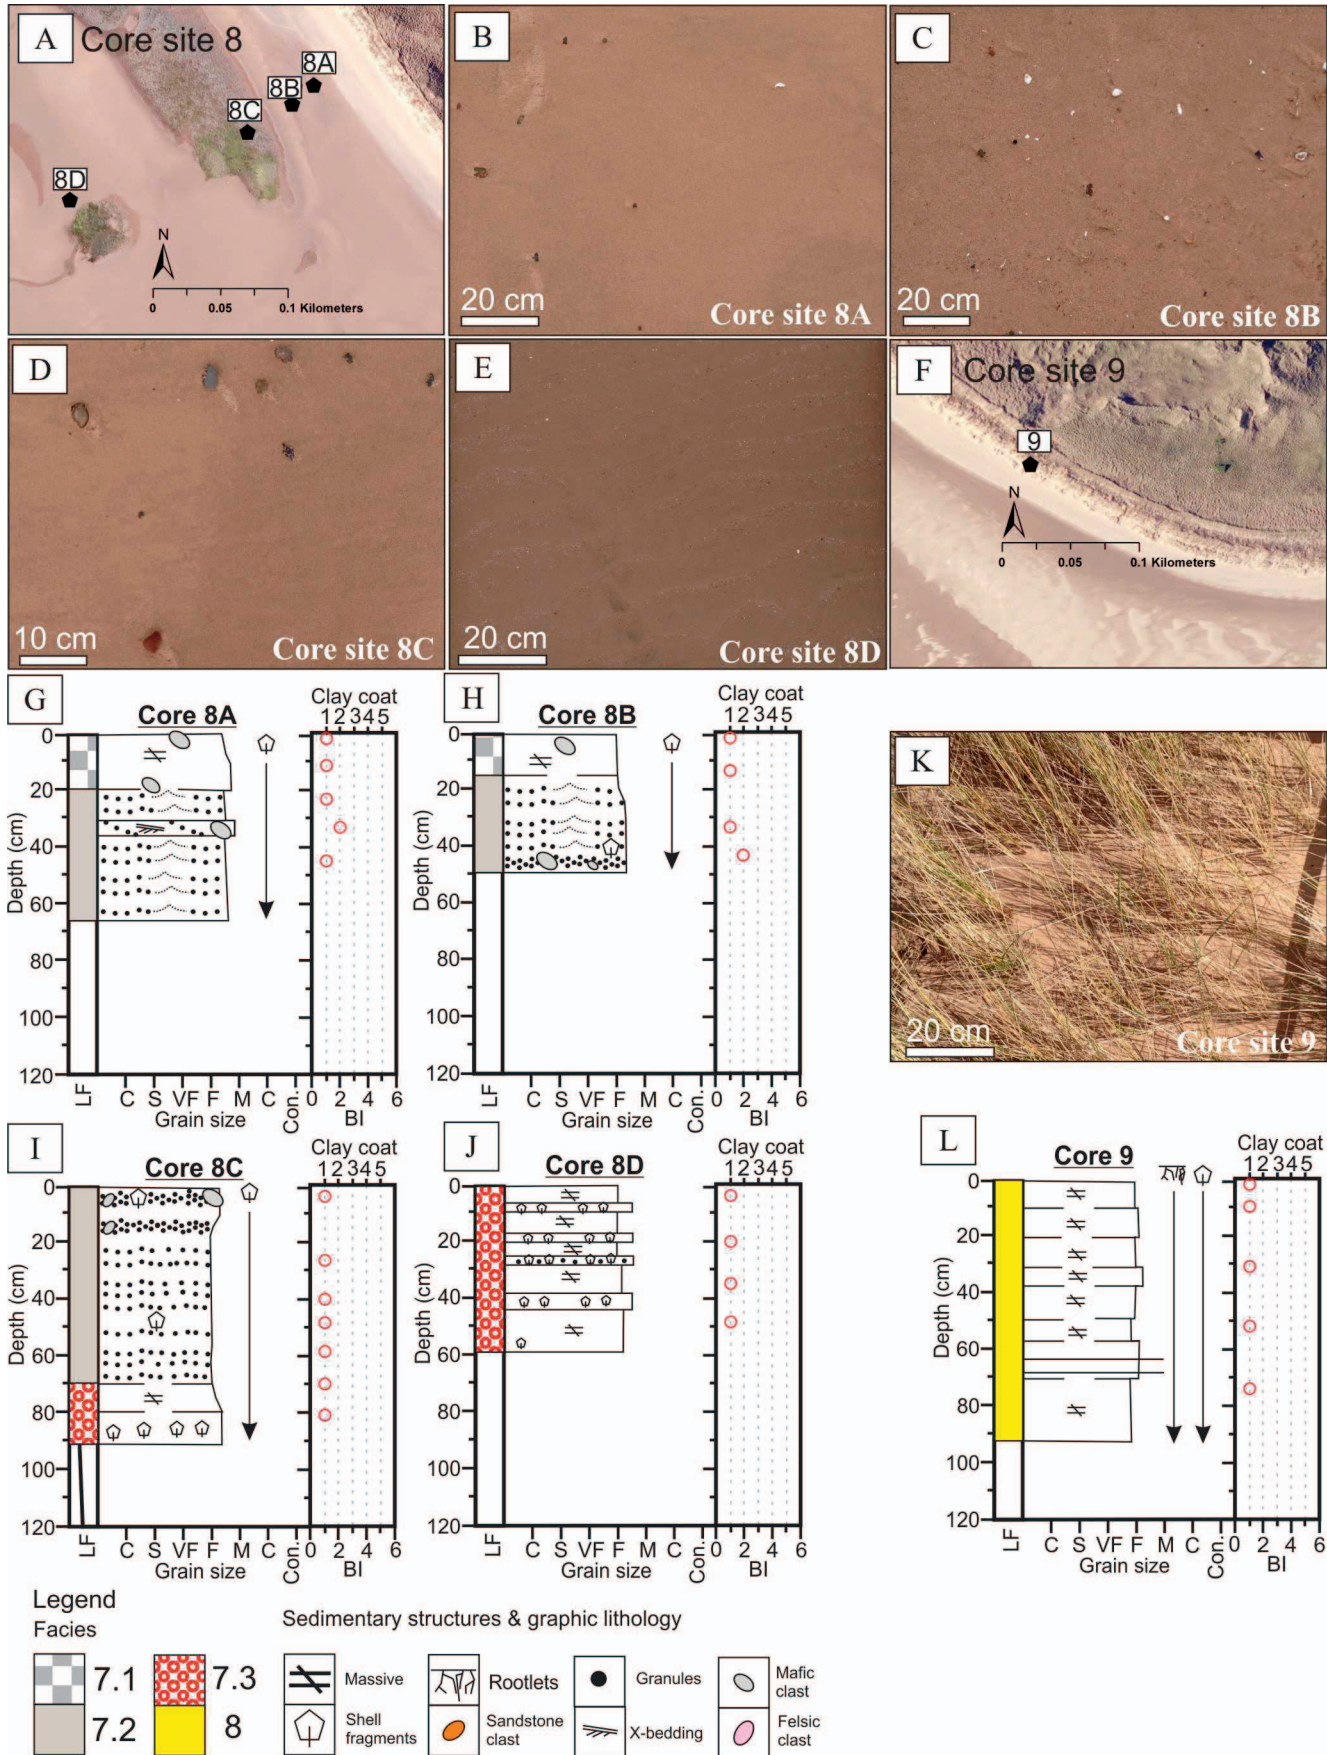 A Core site 8
8A
8B
8C
8D
N
0 0.05 0.1 Kilometers
B
20 cm
Core site 8A
C
20 cm
Core site 8B
D
10 cm
Core site 8C
E
20 cm
Core site 8D
F Core site 9
9
N
0 0.05 0.1 Kilometers
G
Core 8A
Clay coat
1 2 3 4 5
Depth (cm)
0
20
40
60
80
100
120
LF C S VF F M C Con. 0 2 4 6
Grain size BI
H
Core 8B
Clay coat
1 2 3 4 5
Depth (cm)
0
20
40
60
80
100
120
LF C S VF F M C Con. 0 2 4 6
Grain size BI
K
20 cm
Core site 9
I
Core 8C
Clay coat
1 2 3 4 5
Depth (cm)
0
20
40
60
80
100
120
LF C S VF F M C Con. 0 2 4 6
Grain size BI
J
Core 8D
Clay coat
1 2 3 4 5
Depth (cm)
0
20
40
60
80
100
120
LF C S VF F M C Con. 0 2 4 6
Grain size BI
L
Core 9
Clay coat
1 2 3 4 5
Depth (cm)
0
20
40
60
80
100
120
LF C S VF F M C Con. 0 2 4 6
Grain size BI
Legend
Facies
7.1
7.3
7.2
8
Sedimentary structures & graphic lithology
Massive
Rootlets
Granules
Mafic
clast
Shell
fragments
Sandstone
clast
X-bedding
Felsic
clast